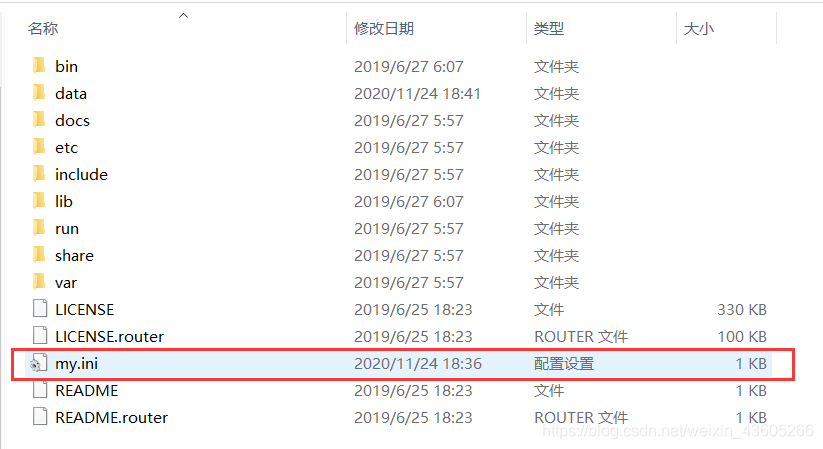 名称 修改日期 类型 大小
bin 2019/6/27 6:07 文件夹
data 2020/11/24 18:41 文件夹
docs 2019/6/27 5:57 文件夹
etc 2019/6/27 5:57 文件夹
include 2019/6/27 5:57 文件夹
lib 2019/6/27 6:07 文件夹
run 2019/6/27 5:57 文件夹
share 2019/6/27 5:57 文件夹
var 2019/6/27 5:57 文件夹
LICENSE 2019/6/25 18:23 文件 330 KB
LICENSE.router 2019/6/25 18:23 ROUTER 文件 100 KB
my.ini 2020/11/24 18:36 配置设置 1 KB
README 2019/6/25 18:23 文件 1 KB
README.router 2019/6/25 18:23 ROUTER 文件 1 KB
https://blog.csdn.net/weixin_43605266